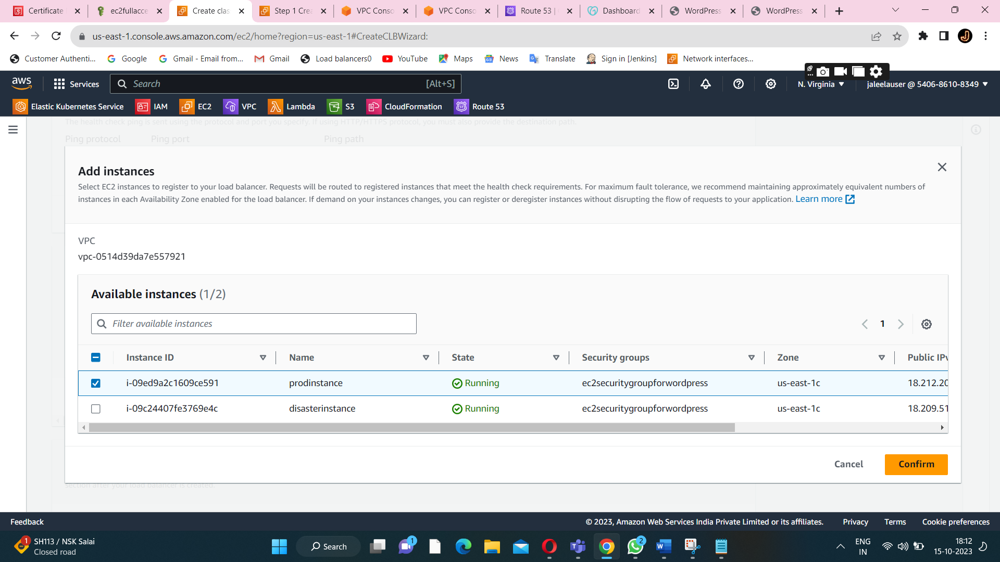 Certificate
ec2fullacce
Create clas
Step 1 Crea
VPC Conso
VPC Conso
Route 53 |
Dashboard
WordPress
WordPress
us-east-1.console.aws.amazon.com/ec2/home?region=us-east-1#CreateCLBWizard:
Customer Authenti...
Google
Gmail - Email from...
Gmail
Load balancers0
YouTube
Maps
News
Translate
Sign in [Jenkins]
Network interfaces...
aws
Services
Search
[Alt+S]
N. Virginia
jaleelauser @ 5406-8610-8349
Elastic Kubernetes Service
IAM
EC2
VPC
Lambda
S3
CloudFormation
Route 53
The health check ping is sent using the protocol and port you specify. If using HTTP/HTTPS protocol, you must also provide the destination path.
Ping protocol
Ping port
Ping path
Add instances
Select EC2 instances to register to your load balancer. Requests will be routed to registered instances that meet the health check requirements. For maximum fault tolerance, we recommend maintaining approximately equivalent numbers of
instances in each Availability Zone enabled for the load balancer. If demand on your instances changes, you can register or deregister instances without disrupting the flow of requests to your application. Learn more
VPC
vpc-0514d39da7e557921
Available instances (1/2)
Filter available instances
1
Instance ID
Name
State
Security groups
Zone
Public IPv
i-09ed9a2c1609ce591
prodinstance
Running
ec2securitygroupforwordpress
us-east-1c
18.212.20
i-09c24407fe3769e4c
disasterinstance
Running
ec2securitygroupforwordpress
us-east-1c
18.209.51
Cancel
Confirm
section after your load balancer is created.
Feedback
© 2023, Amazon Web Services India Private Limited or its affiliates.
Privacy
Terms
Cookie preferences
1
SH113 / NSK Salai
Closed road
Search
1
2
ENG
IN
18:12
15-10-2023